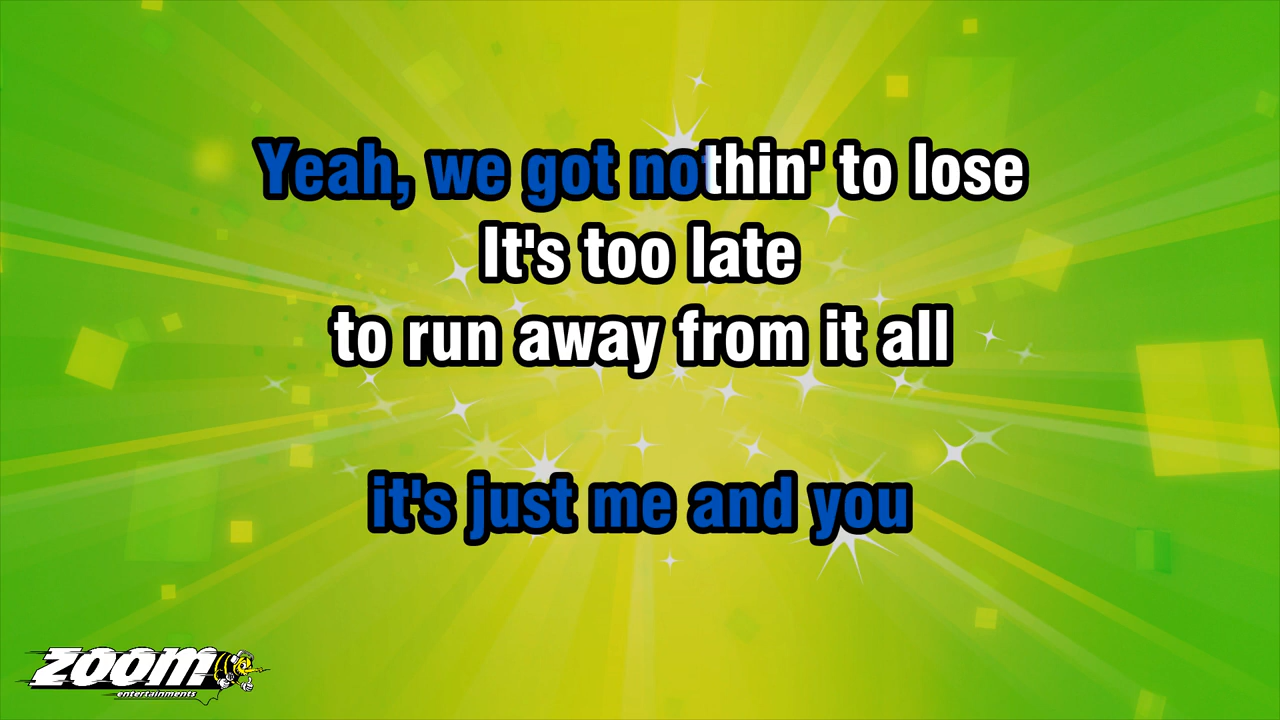 Yeah, we got nothin' to lose
It's too late
to run away from it all
it's just me and you
ZOOM
entertainments